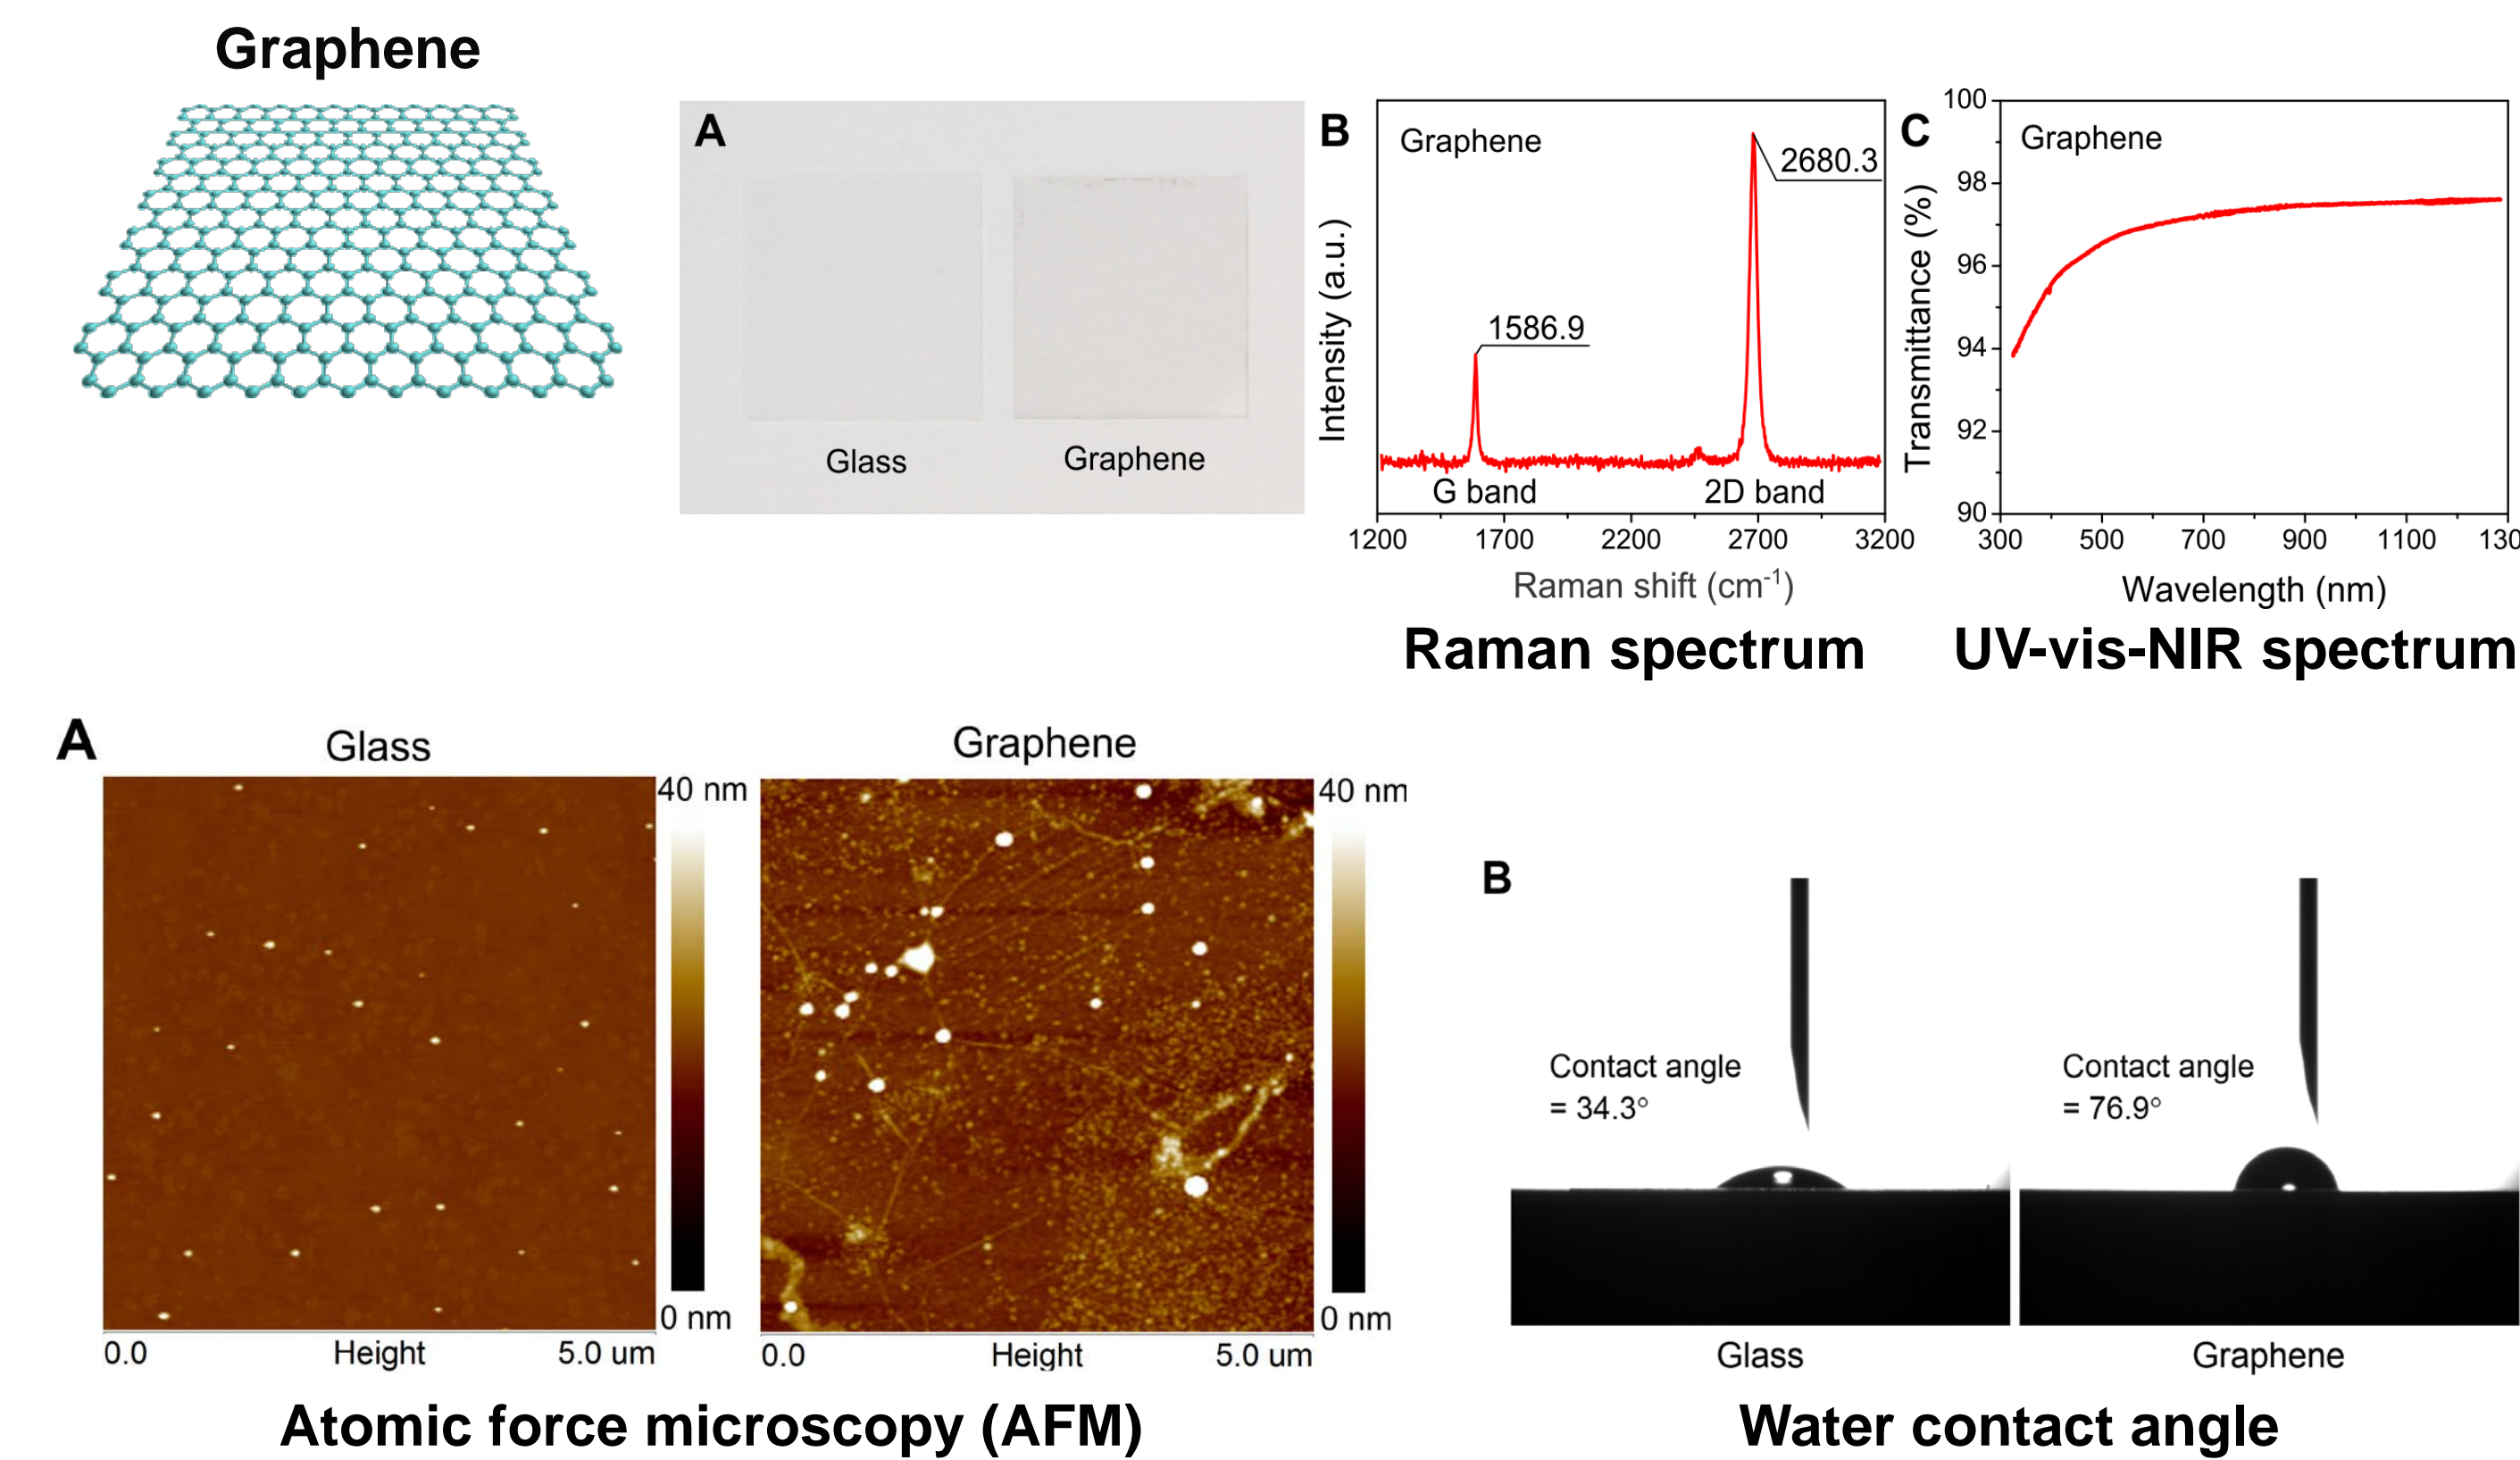 Graphene
A
Glass
Graphene
B
Graphene
2680.3
1586.9
G band
2D band
Intensity (a.u.)
1200 1700 2200 2700 3200
Raman shift (cm⁻¹)
Raman spectrum
C
Graphene
Transmittance (%)
100
98
96
94
92
90
300 500 700 900 1100 130
Wavelength (nm)
UV-vis-NIR spectrum
A
Glass
40 nm
0 nm
0.0 Height 5.0 um
Graphene
40 nm
0 nm
0.0 Height 5.0 um
Atomic force microscopy (AFM)
B
Contact angle
= 34.3°
Glass
Contact angle
= 76.9°
Graphene
Water contact angle